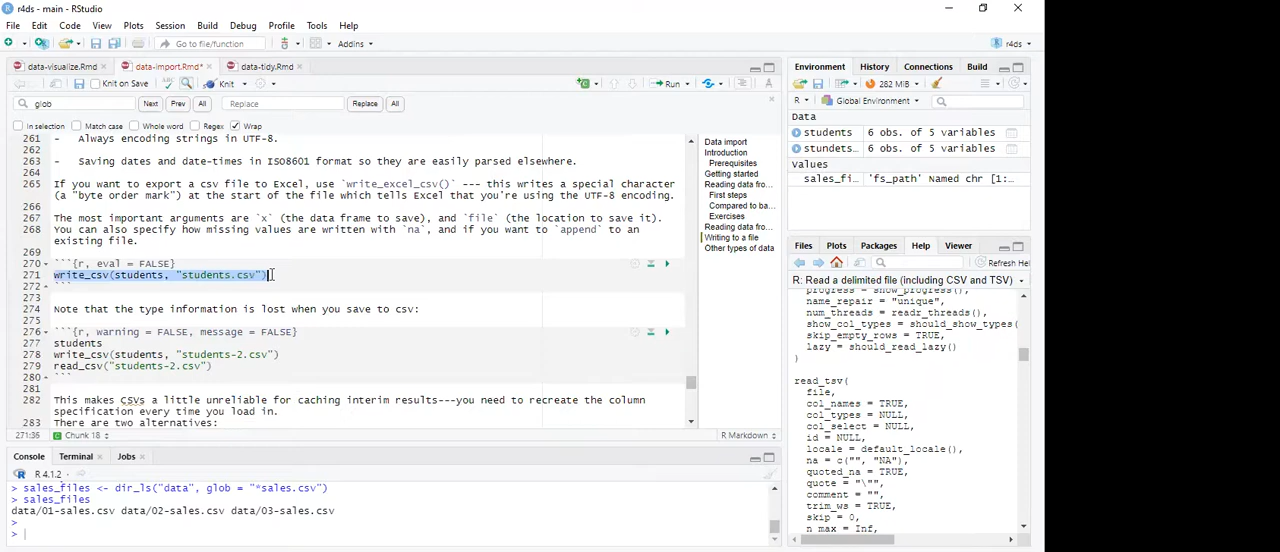 r4ds - main - RStudio
File Edit Code View Plots Session Build Debug Profile Tools Help
Go to file/function Addins r4ds
data-visualize.Rmd data-import.Rmd* data-tidy.Rmd
Knit on Save Knit Run
glob Next Prev All Replace Replace All
In selection Match case Whole word Regex Wrap
261 - Always encoding strings in UTF-8.
262
263 - Saving dates and date-times in ISO8601 format so they are easily parsed elsewhere.
264
265 If you want to export a csv file to Excel, use `write_excel_csv()` --- this writes a special character
(a "byte order mark") at the start of the file which tells Excel that you're using the UTF-8 encoding.
266
267 The most important arguments are `x` (the data frame to save), and `file` (the location to save it).
268 You can also specify how missing values are written with `na`, and if you want to `append` to an
existing file.
269
270 ```{r, eval = FALSE}
271 write_csv(students, "students.csv")
272 ```
273
274 Note that the type information is lost when you save to csv:
275
276 ```{r, warning = FALSE, message = FALSE}
277 students
278 write_csv(students, "students-2.csv")
279 read_csv("students-2.csv")
280 ```
281
282 This makes CSVs a little unreliable for caching interim results---you need to recreate the column
specification every time you load in.
283 There are two alternatives:
271:36 Chunk 18 R Markdown
Data import
Introduction
Prerequisites
Getting started
Reading data fro...
First steps
Compared to ba...
Exercises
Reading data fro...
Writing to a file
Other types of data
Console Terminal Jobs
R 4.1.2 · ~/
> sales_files <- dir_ls("data", glob = "*sales.csv")
> sales_files
data/01-sales.csv data/02-sales.csv data/03-sales.csv
>
>
Environment History Connections Build
282 MiB
R Global Environment
Data
students 6 obs. of 5 variables
stundets... 6 obs. of 5 variables
values
sales_fi... 'fs_path' Named chr [1:...
Files Plots Packages Help Viewer
Refresh Help
R: Read a delimited file (including CSV and TSV)
progress = show_progress(),
name_repair = "unique",
num_threads = readr_threads(),
show_col_types = should_show_types(
skip_empty_rows = TRUE,
lazy = should_read_lazy()
)
read_tsv(
file,
col_names = TRUE,
col_types = NULL,
col_select = NULL,
id = NULL,
locale = default_locale(),
na = c("", "NA"),
quoted_na = TRUE,
quote = "\"",
comment = "",
trim_ws = TRUE,
skip = 0,
n_max = Inf,